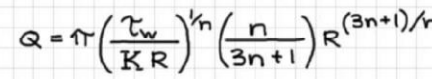 Q = π(τw/KR)^1/n (n/3n+1) R^(3n+1)/n